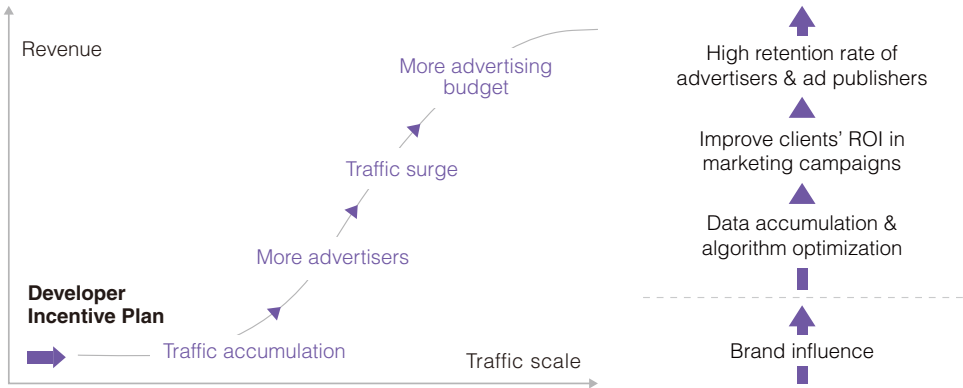 Revenue
More advertising
budget
Traffic surge
More advertisers
Developer
Incentive Plan
Traffic accumulation
Traffic scale
High retention rate of
advertisers & ad publishers
Improve clients’ ROI in
marketing campaigns
Data accumulation &
algorithm optimization
Brand influence